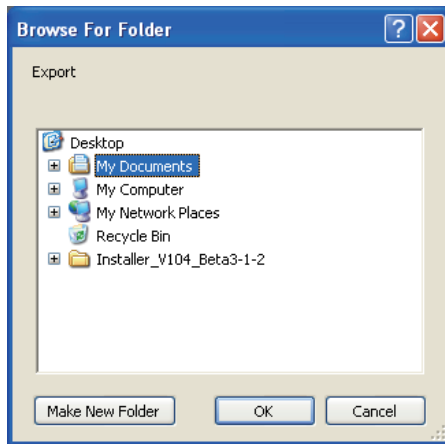 Browse For Folder
Export
Desktop
My Documents
My Computer
My Network Places
Recycle Bin
Installer_V104_Beta3-1-2
Make New Folder OK Cancel